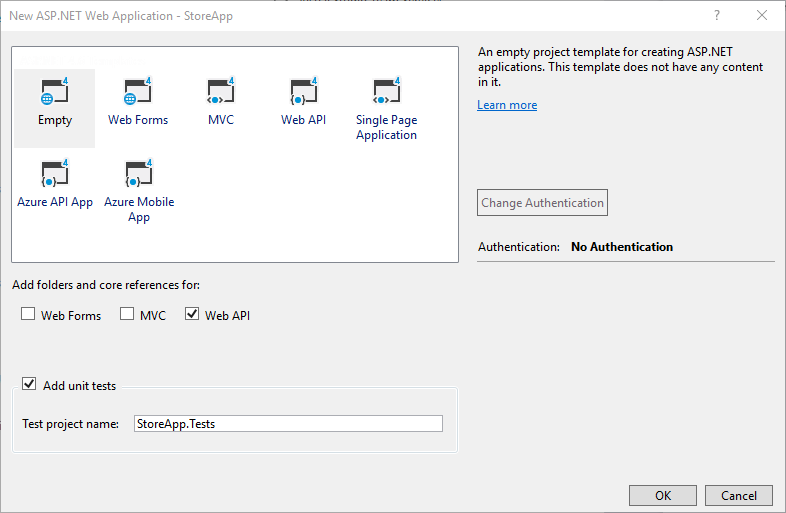 New ASP.NET Web Application - StoreApp
?
An empty project template for creating ASP.NET
applications. This template does not have any content
in it.
Learn more
4 4 4 4 4
Empty Web Forms MVC Web API Single Page
Application
4 4
Azure API App Azure Mobile
App
Change Authentication
Authentication: No Authentication
Add folders and core references for:
Web Forms MVC Web API
Add unit tests
Test project name: StoreApp.Tests
OK Cancel